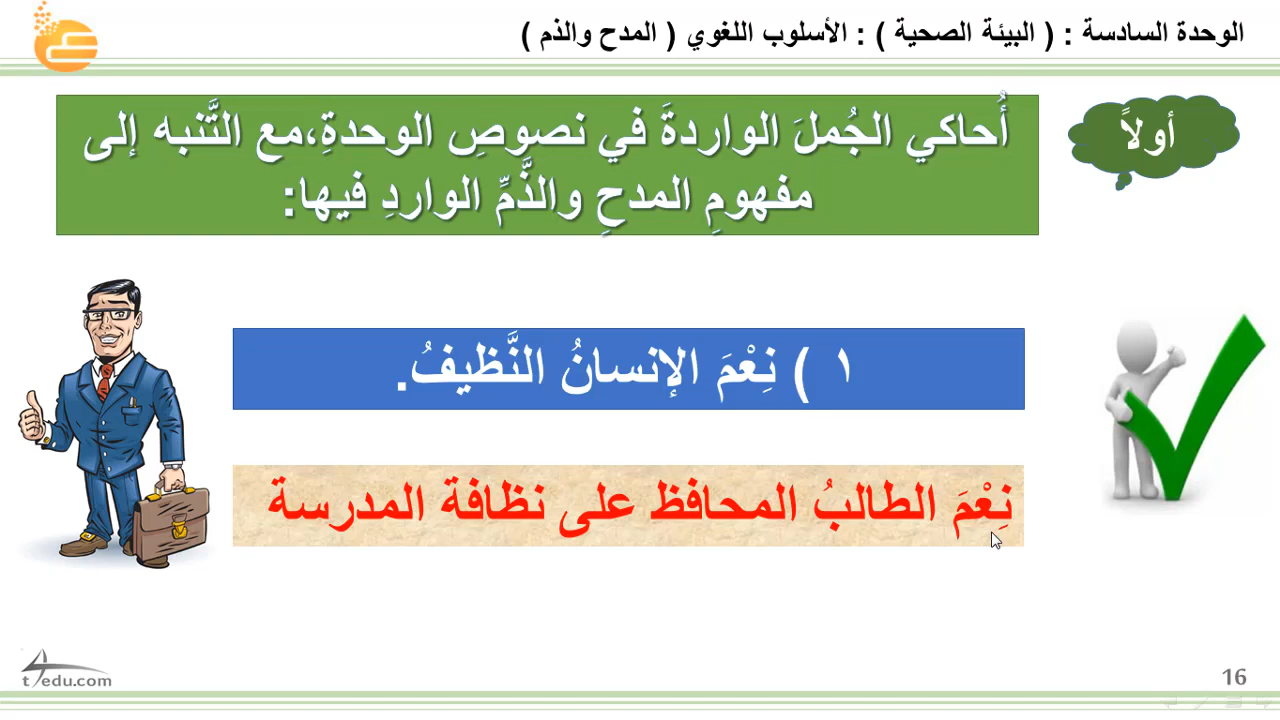 الوحدة السادسة : ( البيئة الصحية ) : الأسلوب اللغوي ( المدح والذم )
أولاً
أُحاكي الجُملَ الواردةَ في نصوصِ الوحدةِ،مع التَّنبه إلى
مفهومِ المدحِ والذَّمِّ الواردِ فيها:
١ ) نِعْمَ الإنسانُ النَّظيفُ.
نِعْمَ الطالبُ المحافظ على نظافة المدرسة
t4edu.com
16